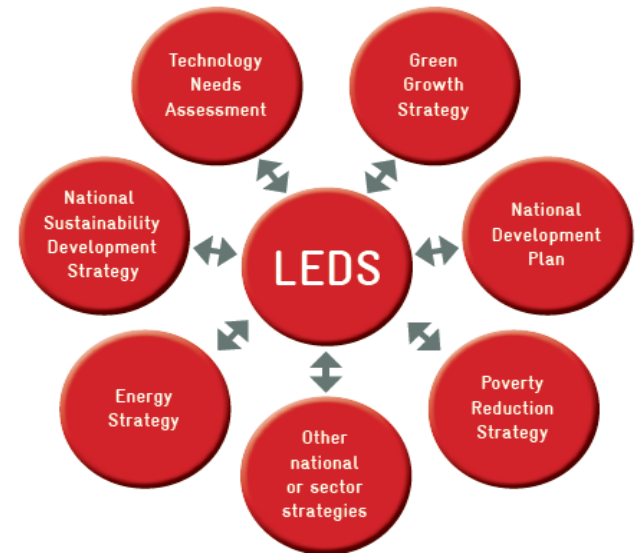 Technology
Needs
Assessment
Green
Growth
Strategy
National
Sustainability
Development
Strategy
LEDS
National
Development
Plan
Energy
Strategy
Poverty
Reduction
Strategy
Other
national
or sector
strategies